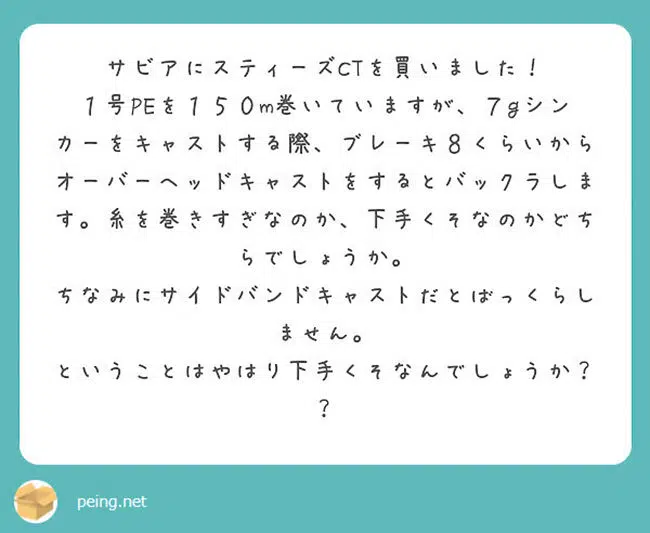 サビアにスティーズCTを買いました！
１号PEを１５０m巻いていますが、７gシン
カーをキャストする際、ブレーキ８くらいから
オーバーヘッドキャストをするとバックラしま
す。糸を巻きすぎなのか、下手くそなのかどち
らでしょうか。
ちなみにサイドバンドキャストだとばっくらし
ません。
ということはやはり下手くそなんでしょうか？
？
peing.net